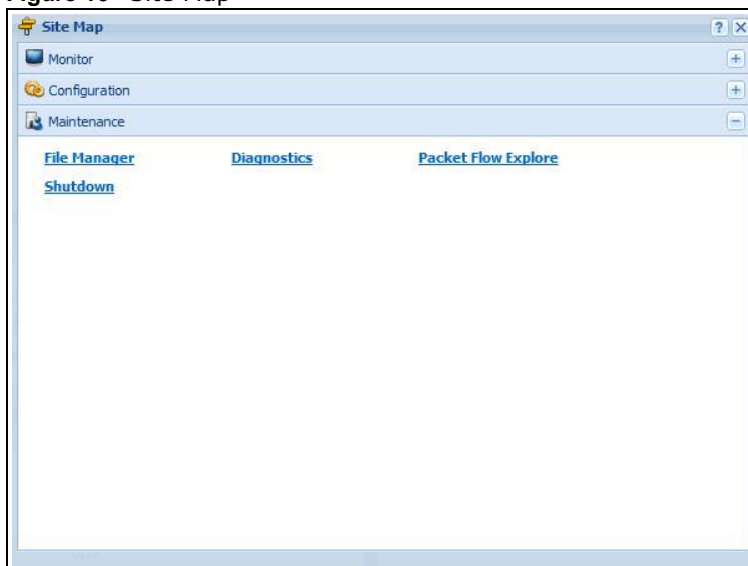 Site Map
Monitor
Configuration
Maintenance
File Manager Diagnostics Packet Flow Explore
Shutdown